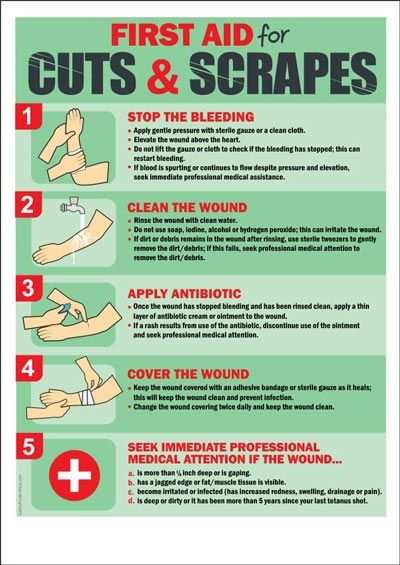 FIRST AID for
CUTS & SCRAPES
1
STOP THE BLEEDING
• Apply gentle pressure with sterile gauze or a clean cloth.
• Elevate the wound above the heart.
• Do not lift the gauze or cloth to check if the bleeding has stopped; this can
restart bleeding.
• If blood is spurting or continues to flow despite pressure and elevation,
seek immediate professional medical assistance.
2
CLEAN THE WOUND
• Rinse the wound with clean water.
• Do not use soap, iodine, alcohol or hydrogen peroxide; this can irritate the wound.
• If dirt or debris remains in the wound after rinsing, use sterile tweezers to gently
remove the dirt/debris; if this fails, seek professional medical attention to
remove the dirt/debris.
3
APPLY ANTIBIOTIC
• Once the wound has stopped bleeding and has been rinsed clean, apply a thin
layer of antibiotic cream or ointment to the wound.
• If a rash results from use of the antibiotic, discontinue use of the ointment
and seek professional medical attention.
4
COVER THE WOUND
• Keep the wound covered with an adhesive bandage or sterile gauze as it heals;
this will keep the wound clean and prevent infection.
• Change the wound covering twice daily and keep the wound clean.
5
SEEK IMMEDIATE PROFESSIONAL
MEDICAL ATTENTION IF THE WOUND...
a. is more than ¼ inch deep or is gaping.
b. has a jagged edge or fat/muscle tissue is visible.
c. become irritated or infected (has increased redness, swelling, drainage or pain).
d. is deep or dirty or it has been more than 5 years since your last tetanus shot.